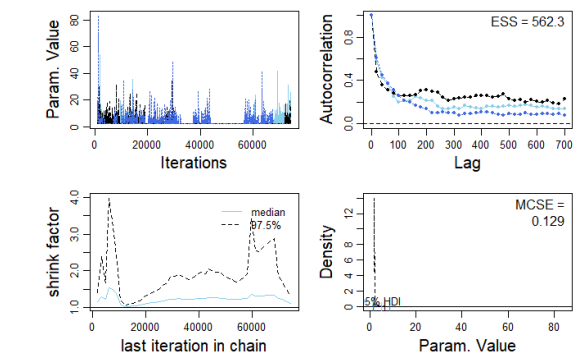 Param. Value
0 20 40 60 80
0 20000 40000 60000
Iterations
Autocorrelation
0.0 0.4 0.8
ESS = 562.3
0 100 200 300 400 500 600 700
Lag
shrink factor
1.0 2.0 3.0 4.0
median
97.5%
0 20000 40000 60000
last iteration in chain
Density
0 2 4 6 8 12
MCSE =
0.129
5% HDI
0 20 40 60 80
Param. Value